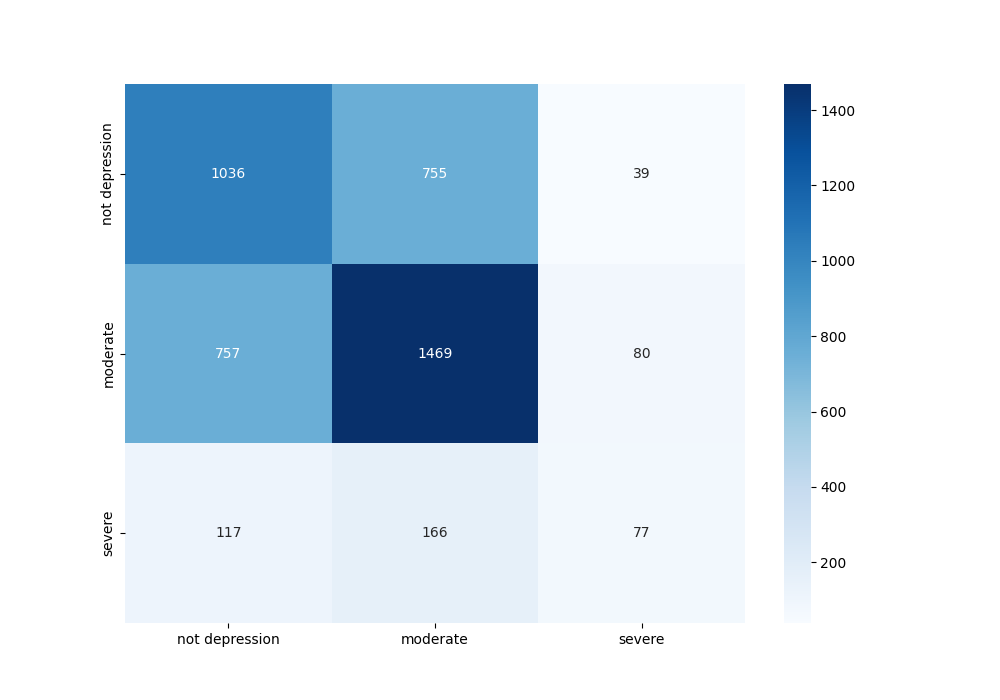 not depression 1036 755 39
moderate 757 1469 80
severe 117 166 77
not depression moderate severe
1400
1200
1000
800
600
400
200